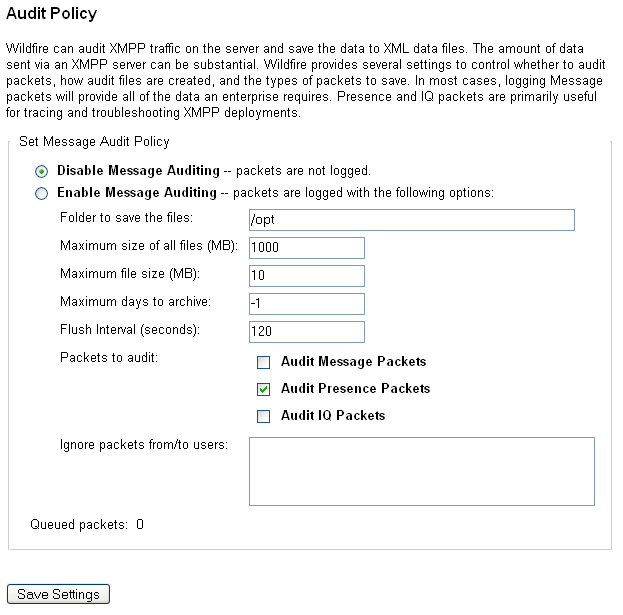 Audit Policy
Wildfire can audit XMPP traffic on the server and save the data to XML data files. The amount of data
sent via an XMPP server can be substantial. Wildfire provides several settings to control whether to audit
packets, how audit files are created, and the types of packets to save. In most cases, logging Message
packets will provide all of the data an enterprise requires. Presence and IQ packets are primarily useful
for tracing and troubleshooting XMPP deployments.
Set Message Audit Policy
Disable Message Auditing -- packets are not logged.
Enable Message Auditing -- packets are logged with the following options:
Folder to save the files: /opt
Maximum size of all files (MB): 1000
Maximum file size (MB): 10
Maximum days to archive: -1
Flush Interval (seconds): 120
Packets to audit: Audit Message Packets
Audit Presence Packets
Audit IQ Packets
Ignore packets from/to users:
Queued packets: 0
Save Settings